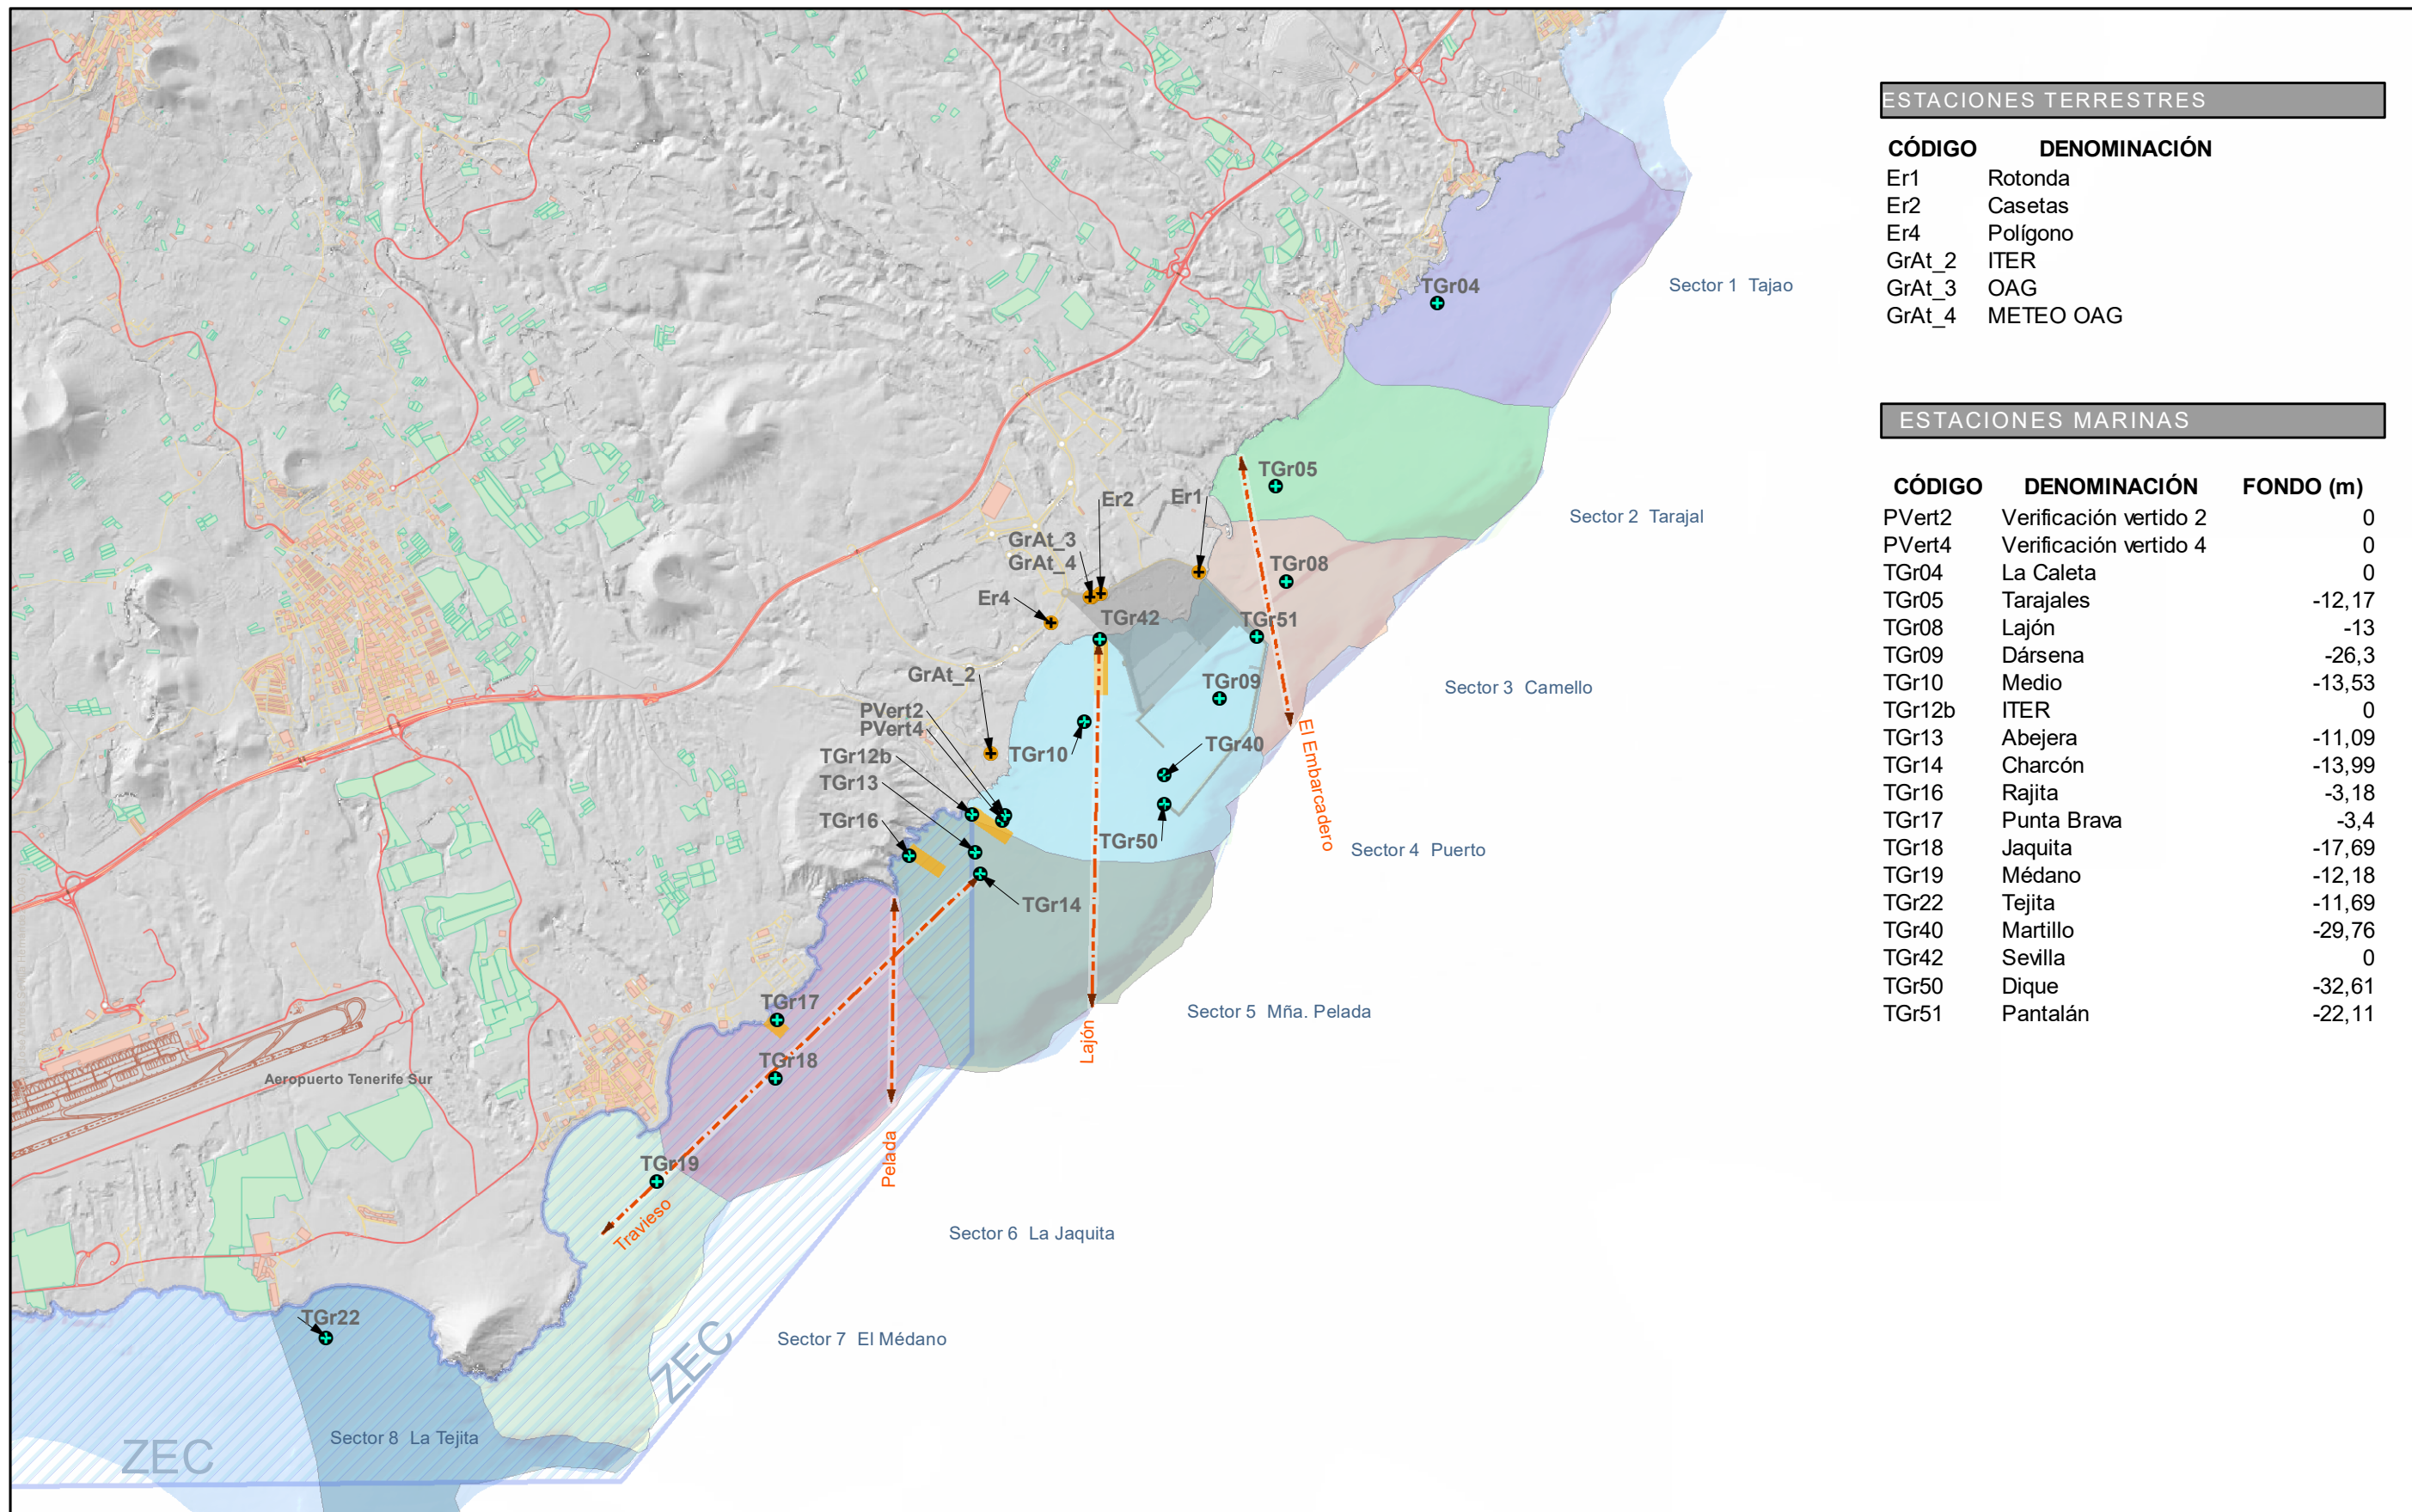 ESTACIONES TERRESTRES
CÓDIGO DENOMINACIÓN
Er1 Rotonda
Er2 Casetas
Er4 Polígono
GrAt_2 ITER
GrAt_3 OAG
GrAt_4 METEO OAG
ESTACIONES MARINAS
CÓDIGO DENOMINACIÓN FONDO (m)
PVert2 Verificación vertido 2 0
PVert4 Verificación vertido 4 0
TGr04 La Caleta 0
TGr05 Tarajales -12,17
TGr08 Lajón -13
TGr09 Dársena -26,3
TGr10 Medio -13,53
TGr12b ITER 0
TGr13 Abejera -11,09
TGr14 Charcón -13,99
TGr16 Rajita -3,18
TGr17 Punta Brava -3,4
TGr18 Jaquita -17,69
TGr19 Médano -12,18
TGr22 Tejita -11,69
TGr40 Martillo -29,76
TGr42 Sevilla 0
TGr50 Dique -32,61
TGr51 Pantalán -22,11
TGr04
Sector 1 Tajao
TGr05
Er2
Er1
Sector 2 Tarajal
GrAt_3
GrAt_4
TGr08
Er4
TGr42
TGr51
GrAt_2
TGr09
Sector 3 Camello
PVert2
PVert4
TGr12b
TGr10
TGr40
El Embarcadero
TGr13
TGr16
TGr50
Sector 4 Puerto
TGr14
TGr17
Sector 5 Mña. Pelada
Lajón
TGr18
Aeropuerto Tenerife Sur
Pelada
TGr19
Travieso
Sector 6 La Jaquita
TGr22
Sector 7 El Médano
ZEC
Sector 8 La Tejita
ZEC